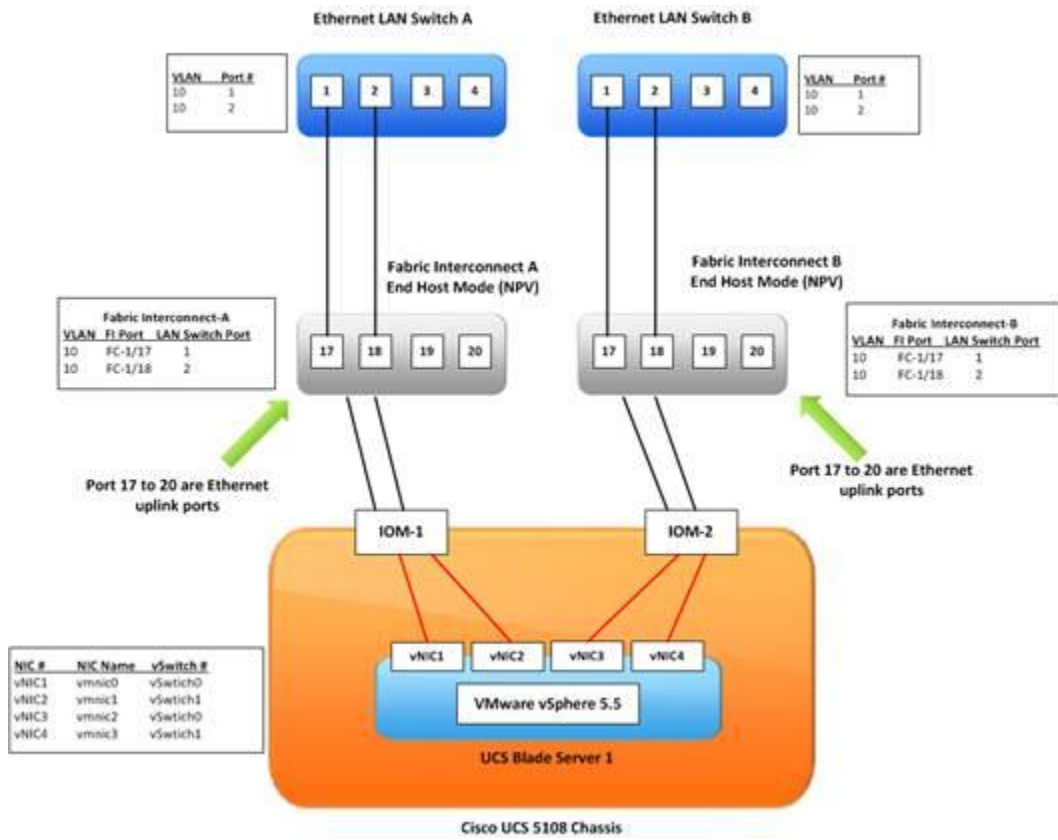 Ethernet LAN Switch A
Ethernet LAN Switch B
VLAN Port #
10 1
10 2
1 2 3 4
1 2 3 4
VLAN Port #
10 1
10 2
Fabric Interconnect A
End Host Mode (NPV)
Fabric Interconnect B
End Host Mode (NPV)
Fabric Interconnect-A
VLAN FI Port LAN Switch Port
10 FC-1/17 1
10 FC-1/18 2
17 18 19 20
17 18 19 20
Fabric Interconnect-B
VLAN FI Port LAN Switch Port
10 FC-1/17 1
10 FC-1/18 2
Port 17 to 20 are Ethernet
uplink ports
Port 17 to 20 are Ethernet
uplink ports
IOM-1
IOM-2
vNIC1 vNIC2 vNIC3 vNIC4
NIC # NIC Name vSwitch #
vNIC1 vmnic0 vSwtich0
vNIC2 vmnic1 vSwtich1
vNIC3 vmnic2 vSwtich0
vNIC4 vmnic3 vSwtich1
VMware vSphere 5.5
UCS Blade Server 1
Cisco UCS 5108 Chassis